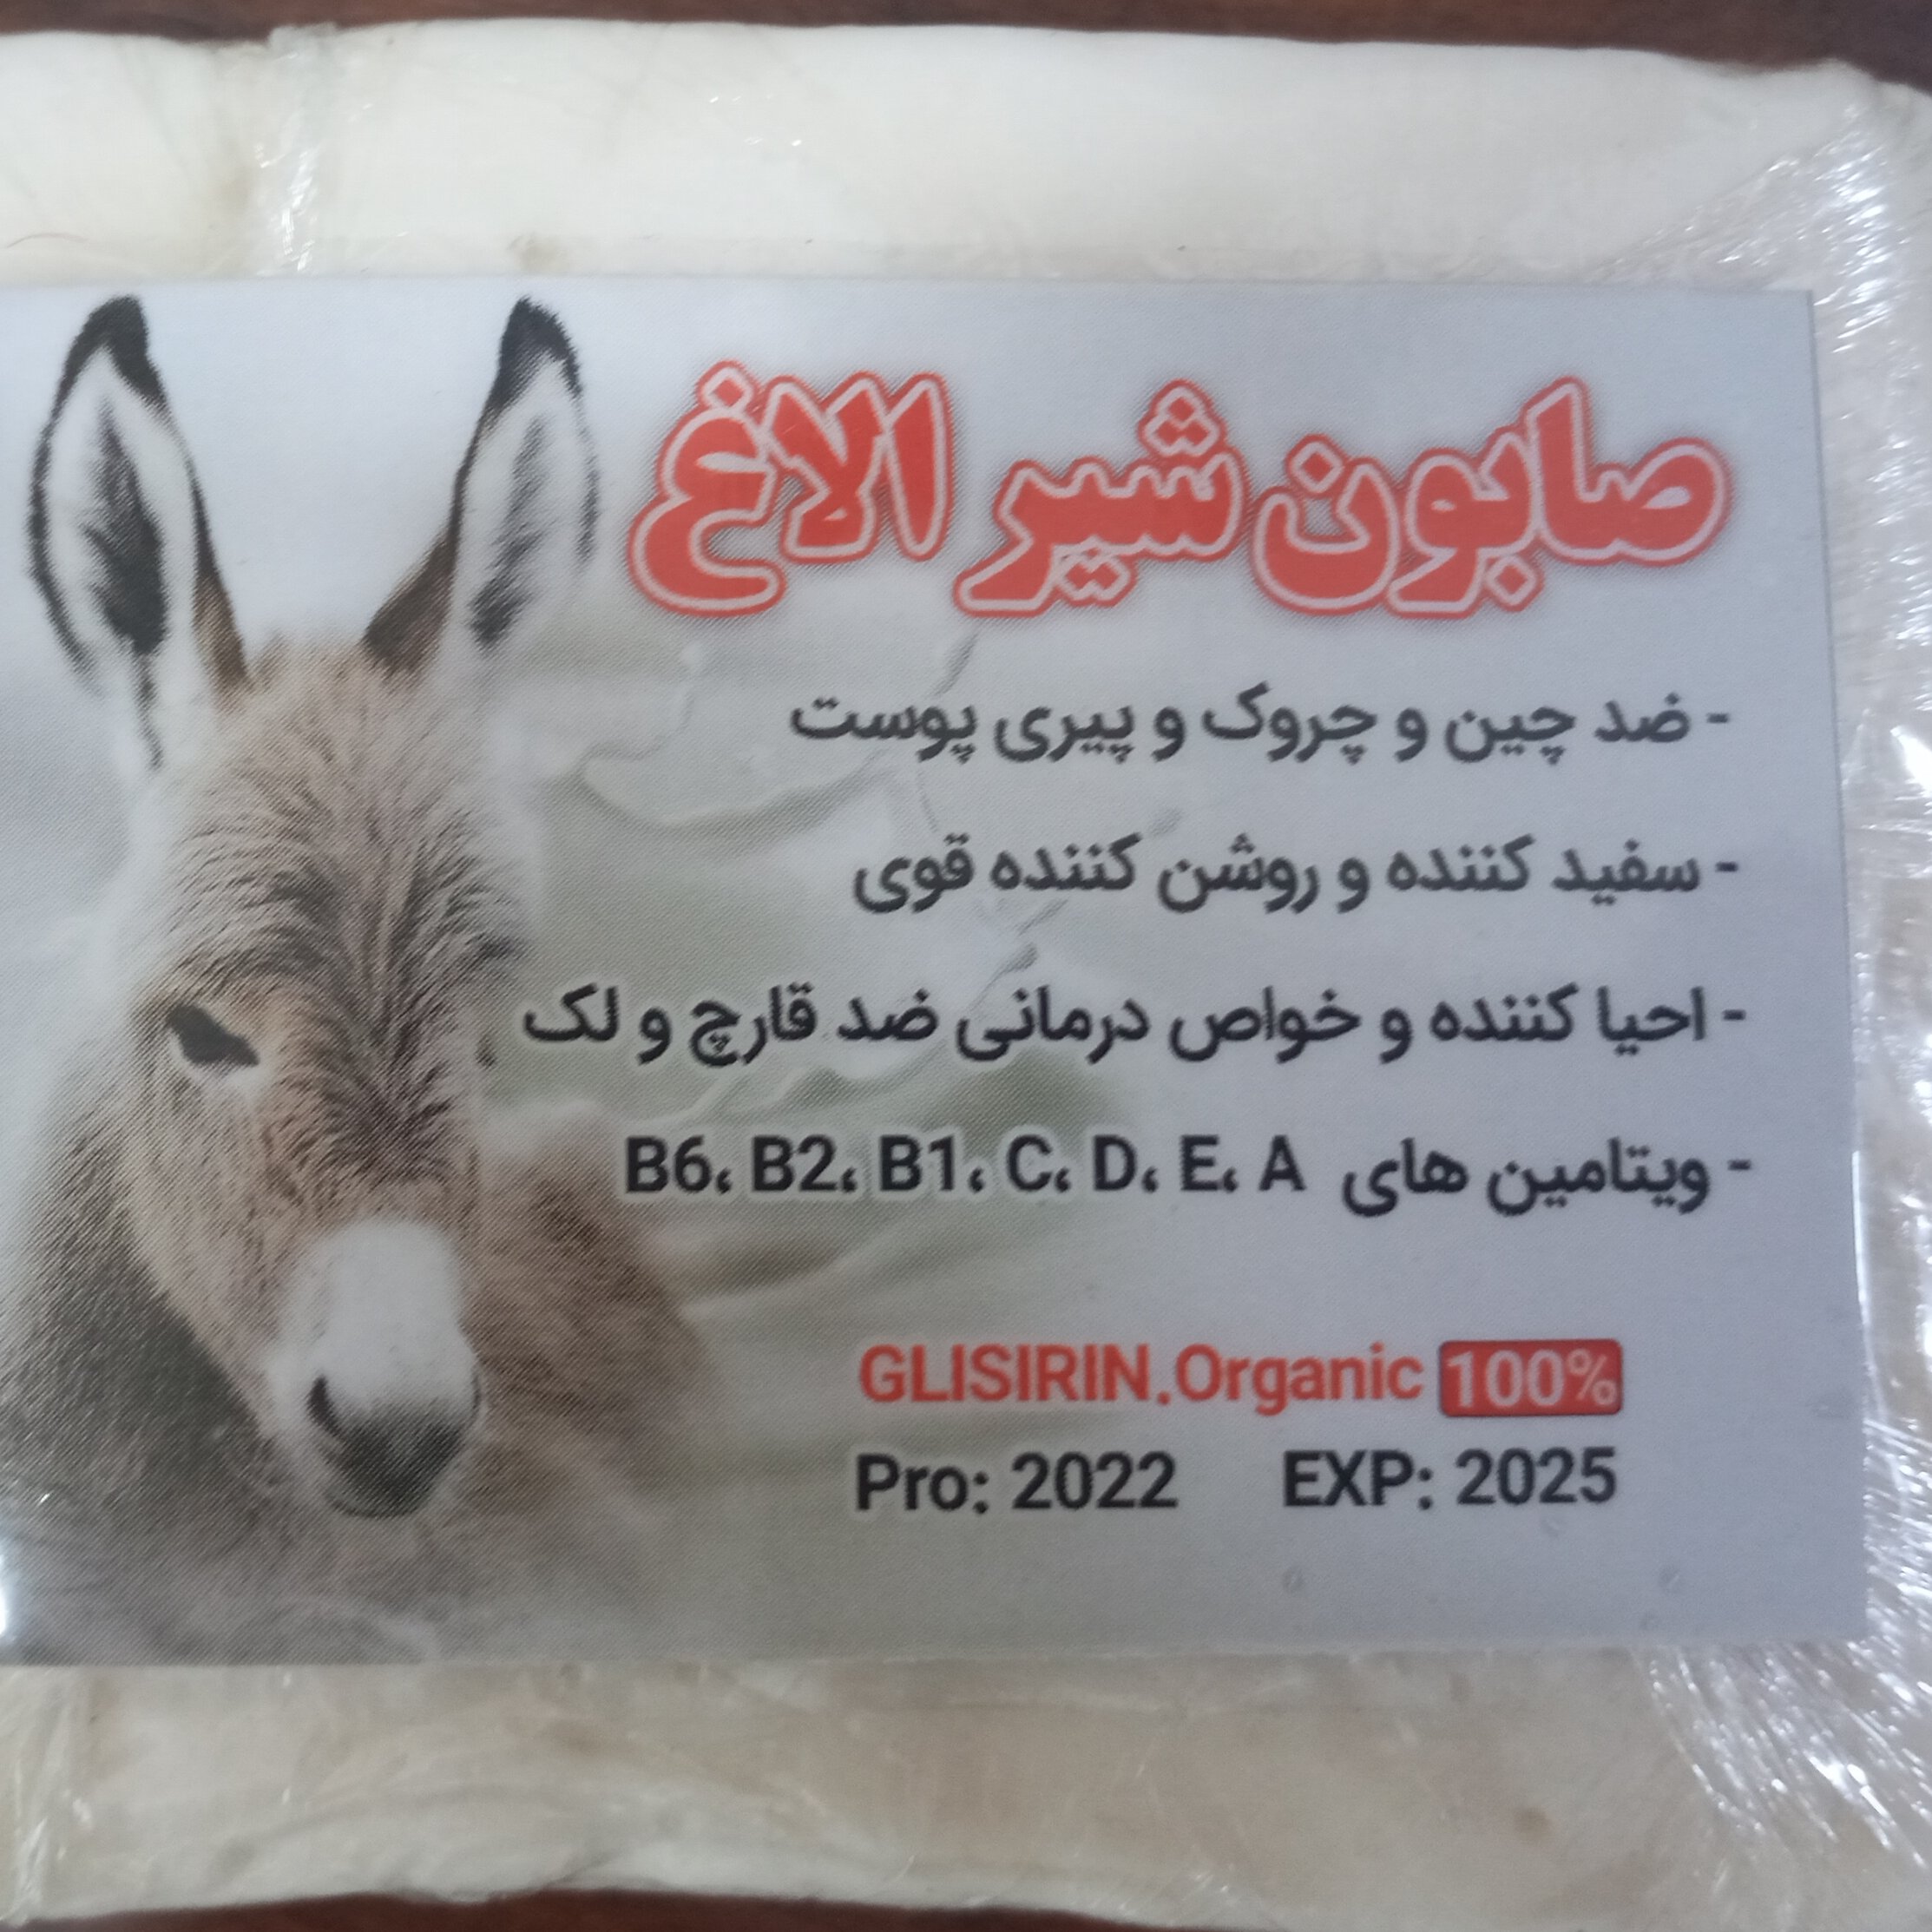 صابون شیر الاغ
- ضد چین و چروک و پیری پوست
- سفید کننده و روشن کننده قوی
- احیا کننده و خواص درمانی ضد قارچ و لک
- ویتامین های B6، B2، B1، C، D، E، A
GLISIRIN.Organic 100%
Pro: 2022 EXP: 2025